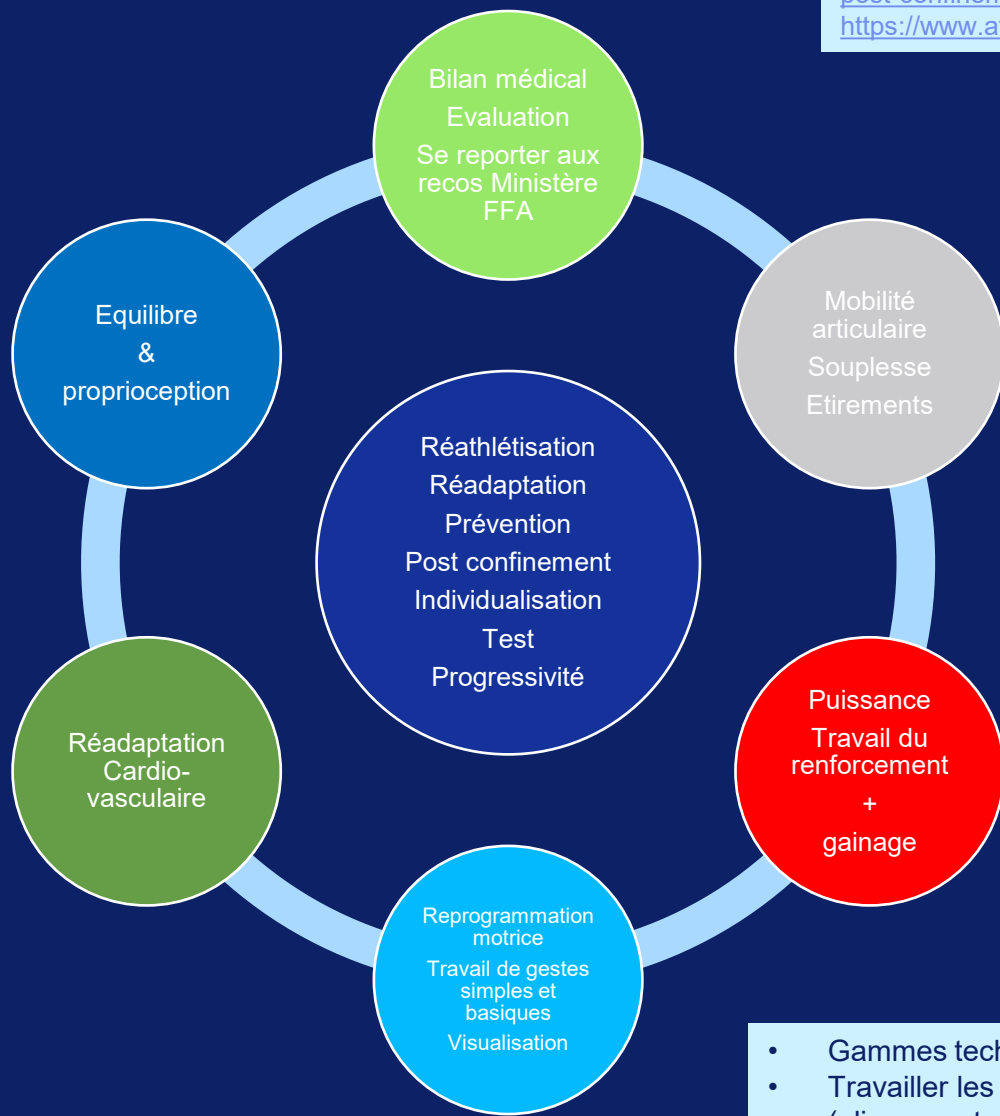 https://www.a
Bilan médical
Evaluation
Se reporter aux
recos Ministère
FFA
Mobilité
articulaire
Souplesse
Etirements
Puissance
Travail du
renforcement
+
gainage
Reprogrammation
motrice
Travail de gestes
simples et
basiques
Visualisation
Réadaptation
Cardio-
vasculaire
Equilibre
&
proprioception
Réathlétisation
Réadaptation
Prévention
Post confinement
Individualisation
Test
Progressivité
• Gammes tech
• Travailler les